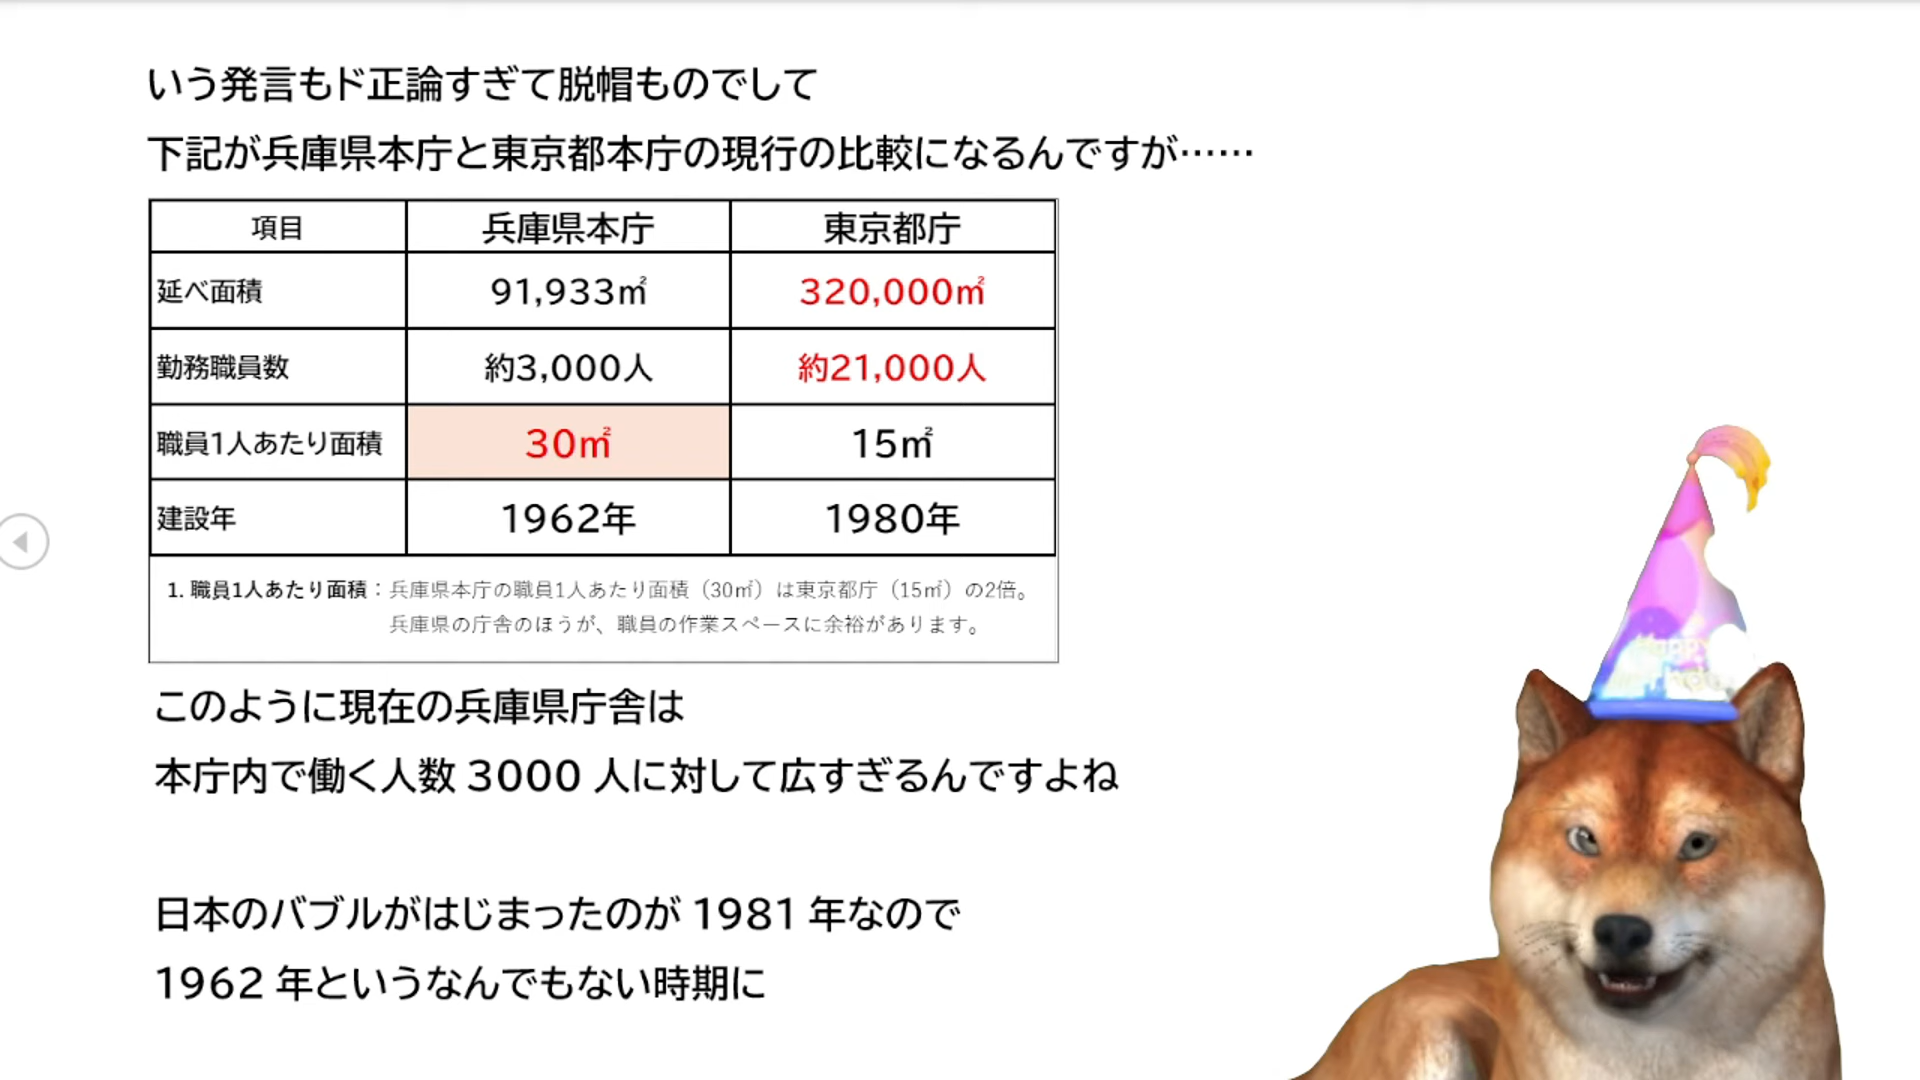 いう発言もド正論すぎて脱帽ものでして
下記が兵庫県本庁と東京都本庁の現行の比較になるんですが……
項目 兵庫県本庁 東京都庁
延べ面積 91,933㎡ 320,000㎡
勤務職員数 約3,000人 約21,000人
職員1人あたり面積 30㎡ 15㎡
建設年 1962年 1980年
1. 職員1人あたり面積：兵庫県本庁の職員1人あたり面積（30㎡）は東京都庁（15㎡）の2倍。
兵庫県の庁舎のほうが、職員の作業スペースに余裕があります。
このように現在の兵庫県庁舎は
本庁内で働く人数 3000 人に対して広すぎるんですよね
日本のバブルがはじまったのが 1981 年なので
1962 年というなんでもない時期に